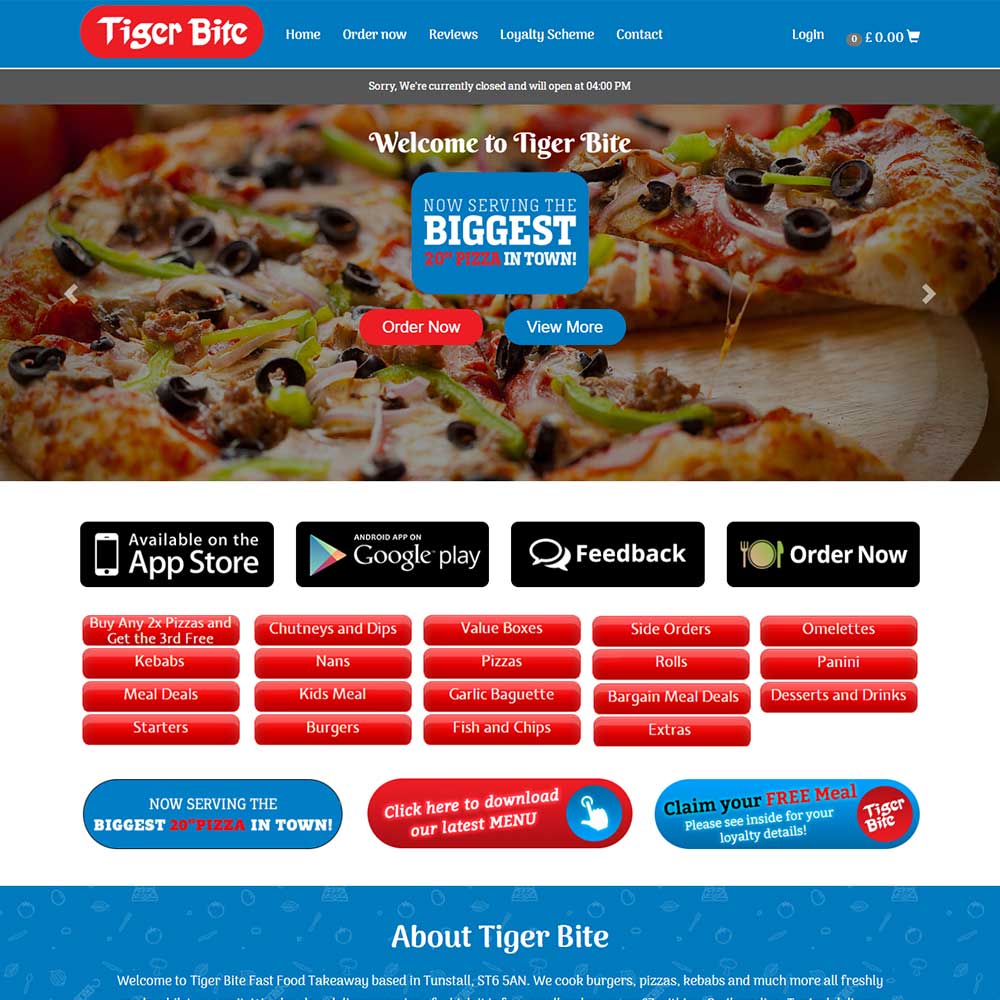 Tiger Bite
Home Order now Reviews Loyalty Scheme Contact
Login 0 £ 0.00
Sorry, We're currently closed and will open at 04:00 PM
Welcome to Tiger Bite
NOW SERVING THE
BIGGEST
20" PIZZA IN TOWN!
Order Now View More
Available on the
App Store
ANDROID APP ON
Google play
Feedback
Order Now
Buy Any 2x Pizzas and
Get the 3rd Free
Chutneys and Dips
Value Boxes
Side Orders
Omelettes
Kebabs
Nans
Pizzas
Rolls
Panini
Meal Deals
Kids Meal
Garlic Baguette
Bargain Meal Deals
Desserts and Drinks
Starters
Burgers
Fish and Chips
Extras
NOW SERVING THE
BIGGEST 20"PIZZA IN TOWN!
Click here to download
our latest MENU
Claim your FREE Meal
Please see inside for your
loyalty details!
Tiger
Bite
About Tiger Bite
Welcome to Tiger Bite Fast Food Takeaway based in Tunstall, ST6 5AN. We cook burgers, pizzas, kebabs and much more all freshly